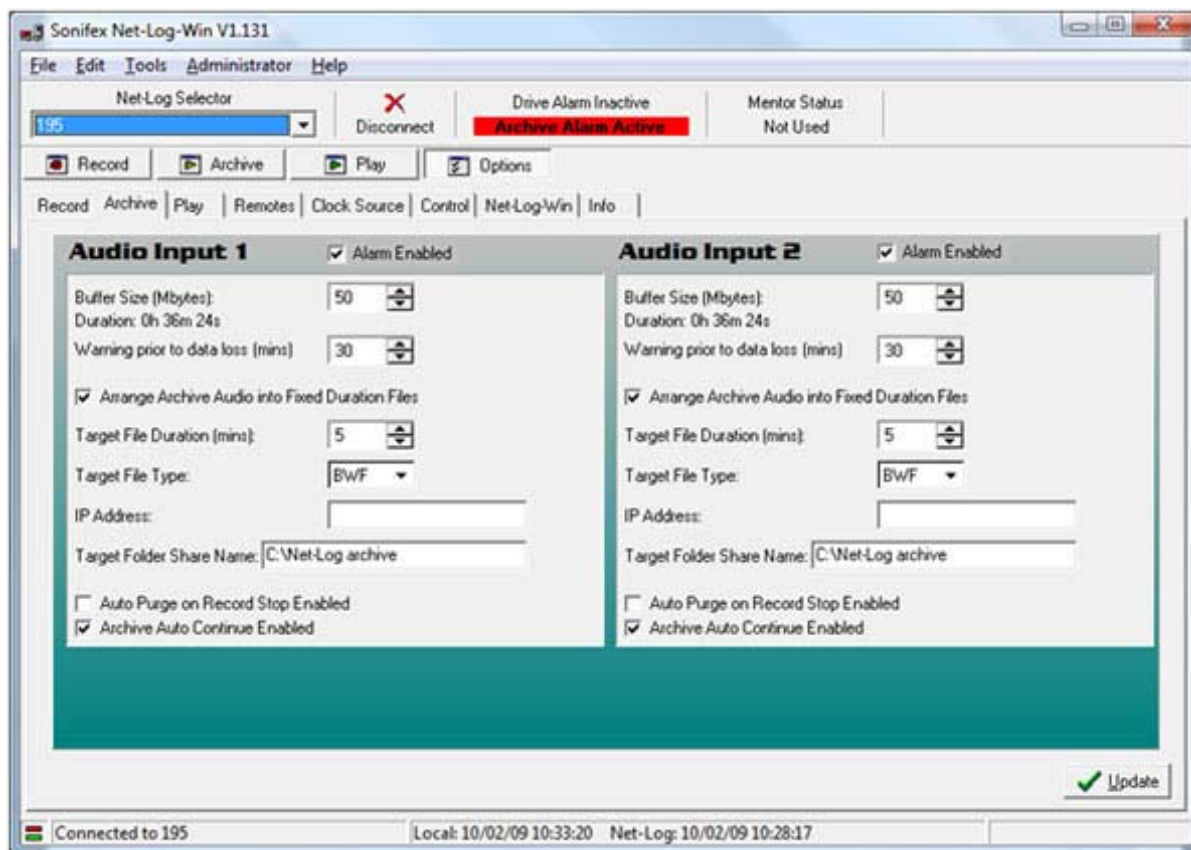 Sonifex Net-Log-Win V1.131
File Edit Tools Administrator Help
Net-Log Selector
195
Disconnect
Drive Alarm Inactive
Archive Alarm Active
Mentor Status
Not Used
Record Archive Play Options
Record Archive Play Remotes Clock Source Control Net-Log-Win Info
Audio Input 1
Alarm Enabled
Buffer Size (Mbytes): 50
Duration: 0h 36m 24s
Warning prior to data loss (mins) 30
Arrange Archive Audio into Fixed Duration Files
Target File Duration (mins): 5
Target File Type: BWF
IP Address:
Target Folder Share Name: C:\Net-Log archive
Auto Purge on Record Stop Enabled
Archive Auto Continue Enabled
Audio Input 2
Alarm Enabled
Buffer Size (Mbytes): 50
Duration: 0h 36m 24s
Warning prior to data loss (mins) 30
Arrange Archive Audio into Fixed Duration Files
Target File Duration (mins): 5
Target File Type: BWF
IP Address:
Target Folder Share Name: C:\Net-Log archive
Auto Purge on Record Stop Enabled
Archive Auto Continue Enabled
Update
Connected to 195
Local: 10/02/09 10:33:20 Net-Log: 10/02/09 10:28:17